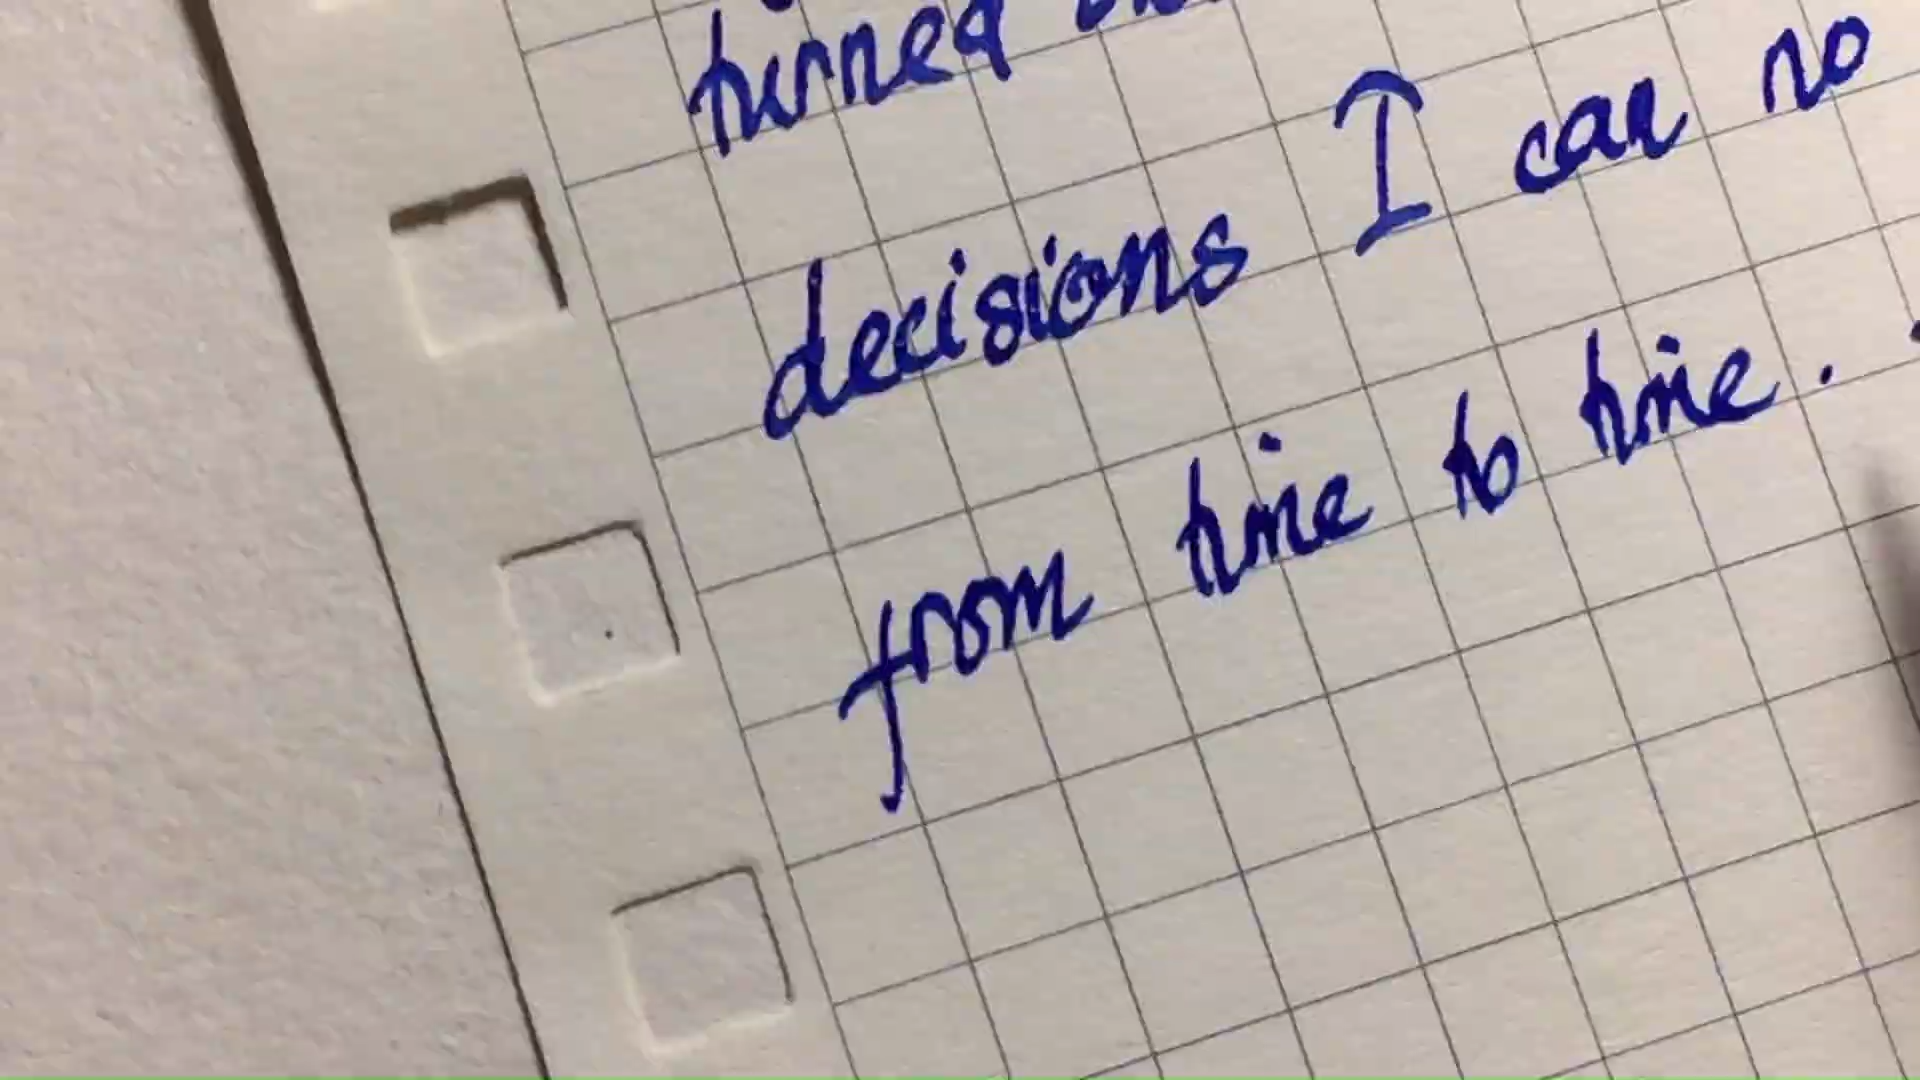 turned
decisions I can no
from time to time.